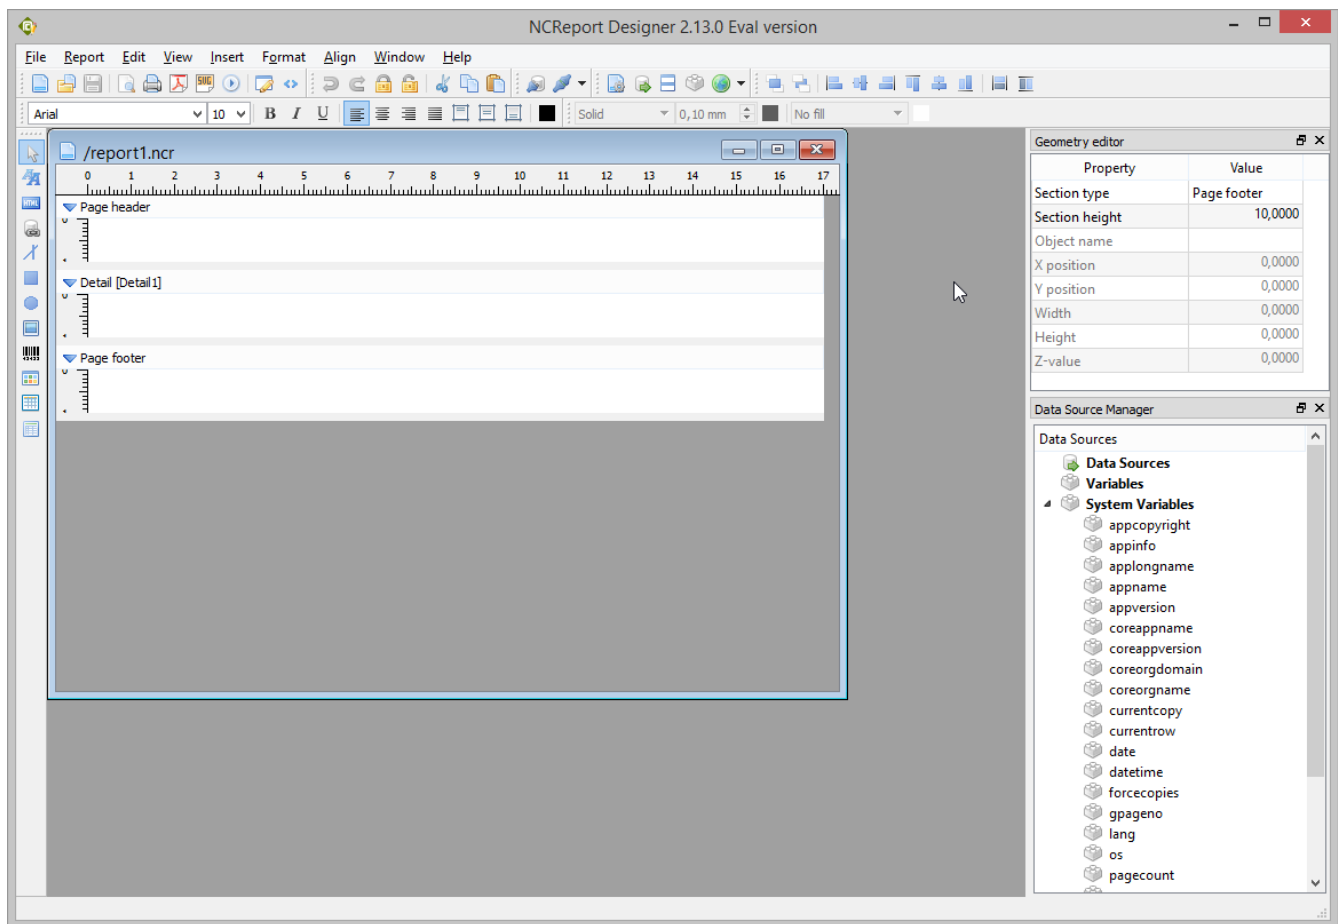 NCReport Designer 2.13.0 Eval version
File Report Edit View Insert Format Align Window Help
SVG
Arial 10 B I U Solid 0,10 mm No fill
/report1.ncr
0 1 2 3 4 5 6 7 8 9 10 11 12 13 14 15 16 17
Page header
0
Detail [Detail1]
0
Page footer
0
HTML
Geometry editor
Property Value
Section type Page footer
Section height 10,0000
Object name
X position 0,0000
Y position 0,0000
Width 0,0000
Height 0,0000
Z-value 0,0000
Data Source Manager
Data Sources
Data Sources
Variables
System Variables
appcopyright
appinfo
applongname
appname
appversion
coreappname
coreappversion
coreorgdomain
coreorgname
currentcopy
currentrow
date
datetime
forcecopies
gpageno
lang
os
pagecount